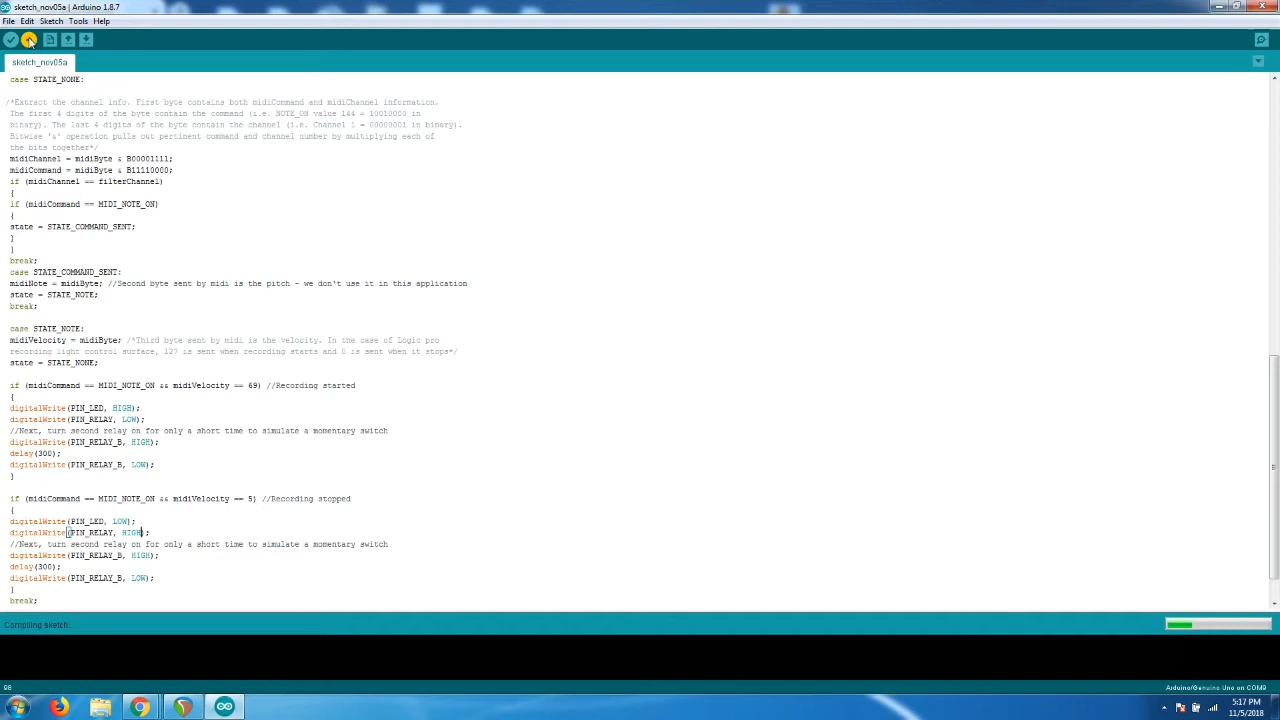 sketch_nov05a | Arduino 1.8.7
File Edit Sketch Tools Help
sketch_nov05a
case STATE_NONE:
/*Extract the channel info. First byte contains both midiCommand and midiChannel information.
The first 4 digits of the byte contain the command (i.e. NOTE_ON value 144 = 10010000 in
binary). The last 4 digits of the byte contain the channel (i.e. Channel 1 = 00000001 in binary).
Bitwise '&' operation pulls out pertinent command and channel number by multiplying each of
the bits together*/
midiChannel = midiByte & B00001111;
midiCommand = midiByte & B11110000;
if (midiChannel == filterChannel)
{
if (midiCommand == MIDI_NOTE_ON)
{
state = STATE_COMMAND_SENT;
}
}
break;
case STATE_COMMAND_SENT:
midiNote = midiByte; //Second byte sent by midi is the pitch - we don't use it in this application
state = STATE_NOTE;
break;
case STATE_NOTE:
midiVelocity = midiByte; /*Third byte sent by midi is the velocity. In the case of Logic pro
recording light control surface, 127 is sent when recording starts and 0 is sent when it stops*/
state = STATE_NONE;
if (midiCommand == MIDI_NOTE_ON && midiVelocity == 69) //Recording started
{
digitalWrite(PIN_LED, HIGH);
digitalWrite(PIN_RELAY, LOW);
//Next, turn second relay on for only a short time to simulate a momentary switch
digitalWrite(PIN_RELAY_B, HIGH);
delay(300);
digitalWrite(PIN_RELAY_B, LOW);
}
if (midiCommand == MIDI_NOTE_ON && midiVelocity == 5) //Recording stopped
{
digitalWrite(PIN_LED, LOW);
digitalWrite(PIN_RELAY, HIGH);
//Next, turn second relay on for only a short time to simulate a momentary switch
digitalWrite(PIN_RELAY_B, HIGH);
delay(300);
digitalWrite(PIN_RELAY_B, LOW);
}
break;
Compiling sketch...
98
Arduino/Genuino Uno on COM9
5:17 PM
11/5/2018